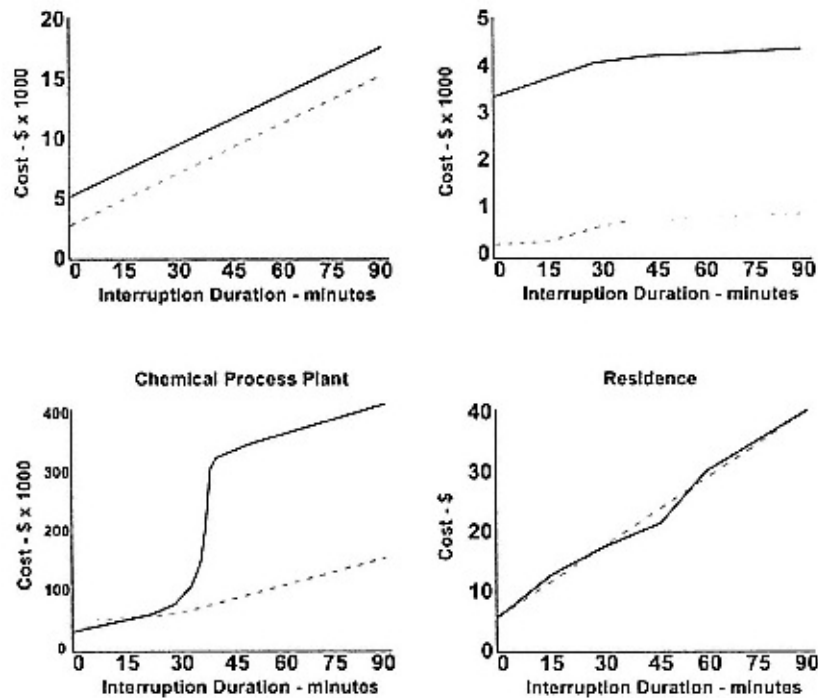 20
15
10
5
0
Cost - $ x 1000
0 15 30 45 60 75 90
Interruption Duration - minutes
5
4
3
2
1
0
Cost - $ x 1000
0 15 30 45 60 75 90
Interruption Duration - minutes
Chemical Process Plant
400
300
200
100
0
Cost - $ x 1000
0 15 30 45 60 75 90
Interruption Duration - minutes
Residence
40
30
20
10
0
Cost - $
0 15 30 45 60 75 90
Interruption Duration - minutes